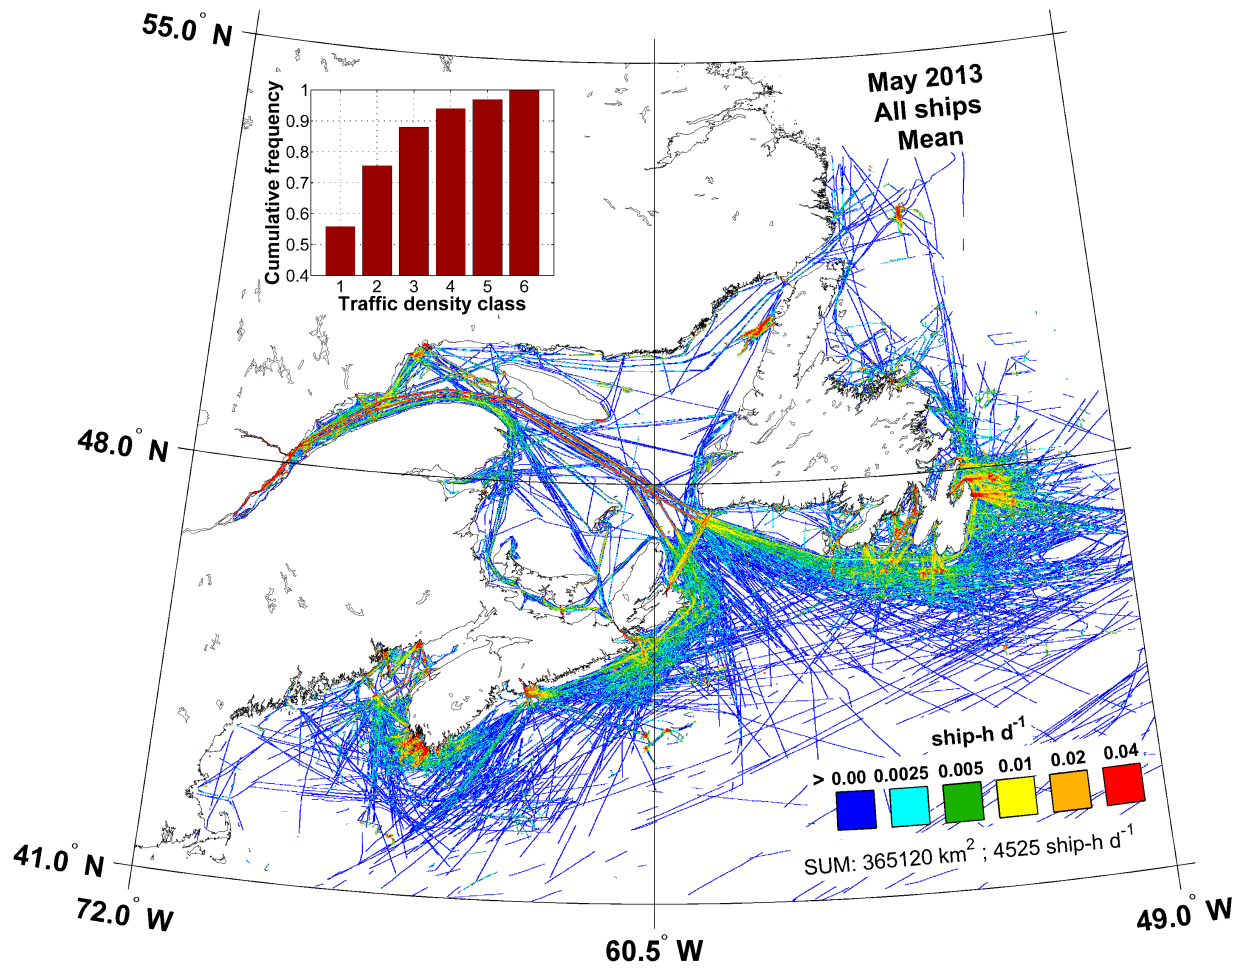 55.0° N
May 2013
All ships
Mean
Cumulative frequency
1
0.9
0.8
0.7
0.6
0.5
0.4
1 2 3 4 5 6
Traffic density class
48.0° N
ship-h d-1
> 0.00 0.0025 0.005 0.01 0.02 0.04
SUM: 365120 km2 ; 4525 ship-h d-1
41.0° N
72.0° W
60.5° W
49.0° W